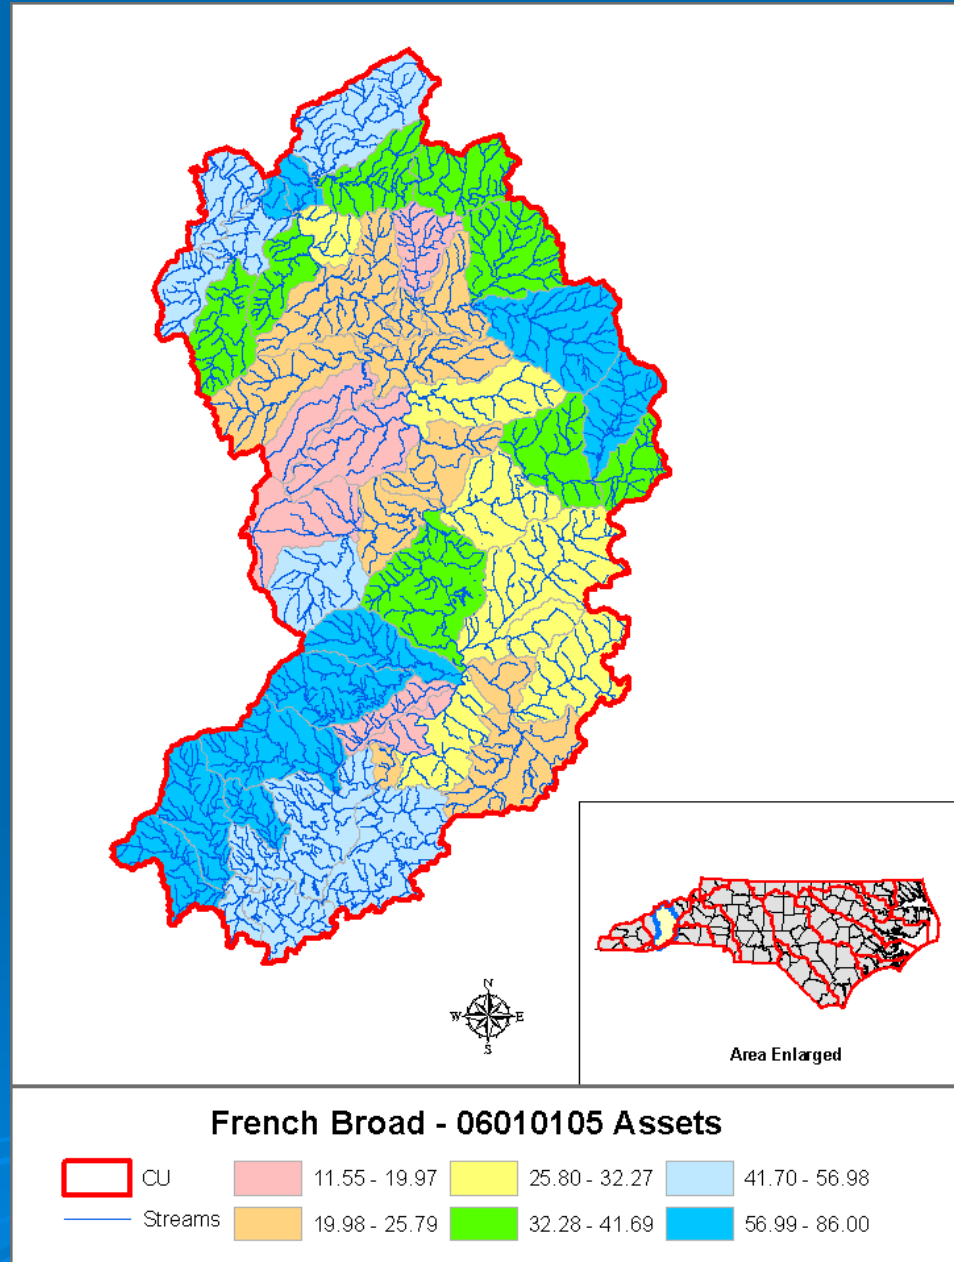 N
W E
S
Area Enlarged
French Broad - 06010105 Assets
CU
11.55 - 19.97
25.80 - 32.27
41.70 - 56.98
Streams
19.98 - 25.79
32.28 - 41.69
56.99 - 86.00